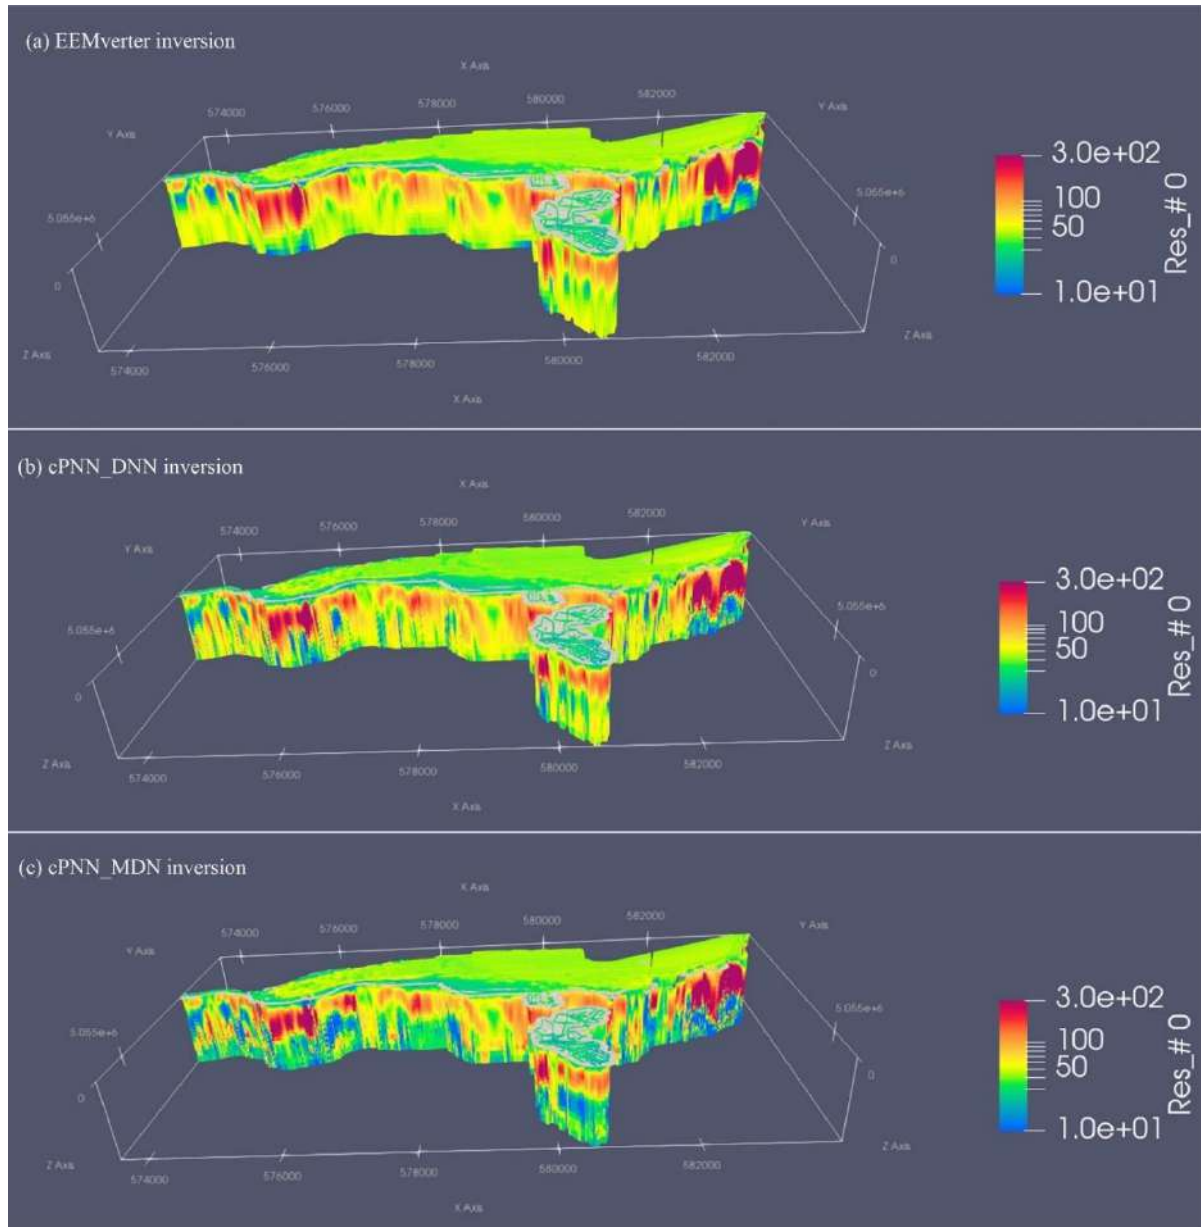 (a) EEMverter inversion
X Axis
574000 576000 578000 580000 582000
Y Axis Y Axis
5.055e+6 5.055e+6
0 0
Z Axis Z Axis
574000 576000 578000 580000 582000
X Axis
3.0e+02
100
50
1.0e+01
Res_# 0
(b) cPNN_DNN inversion
X Axis
574000 576000 578000 580000 582000
Y Axis Y Axis
5.055e+6 5.055e+6
0 0
Z Axis Z Axis
574000 576000 578000 580000 582000
X Axis
3.0e+02
100
50
1.0e+01
Res_# 0
(c) cPNN_MDN inversion
X Axis
574000 576000 578000 580000 582000
Y Axis Y Axis
5.055e+6 5.055e+6
0 0
Z Axis Z Axis
574000 576000 578000 580000 582000
X Axis
3.0e+02
100
50
1.0e+01
Res_# 0